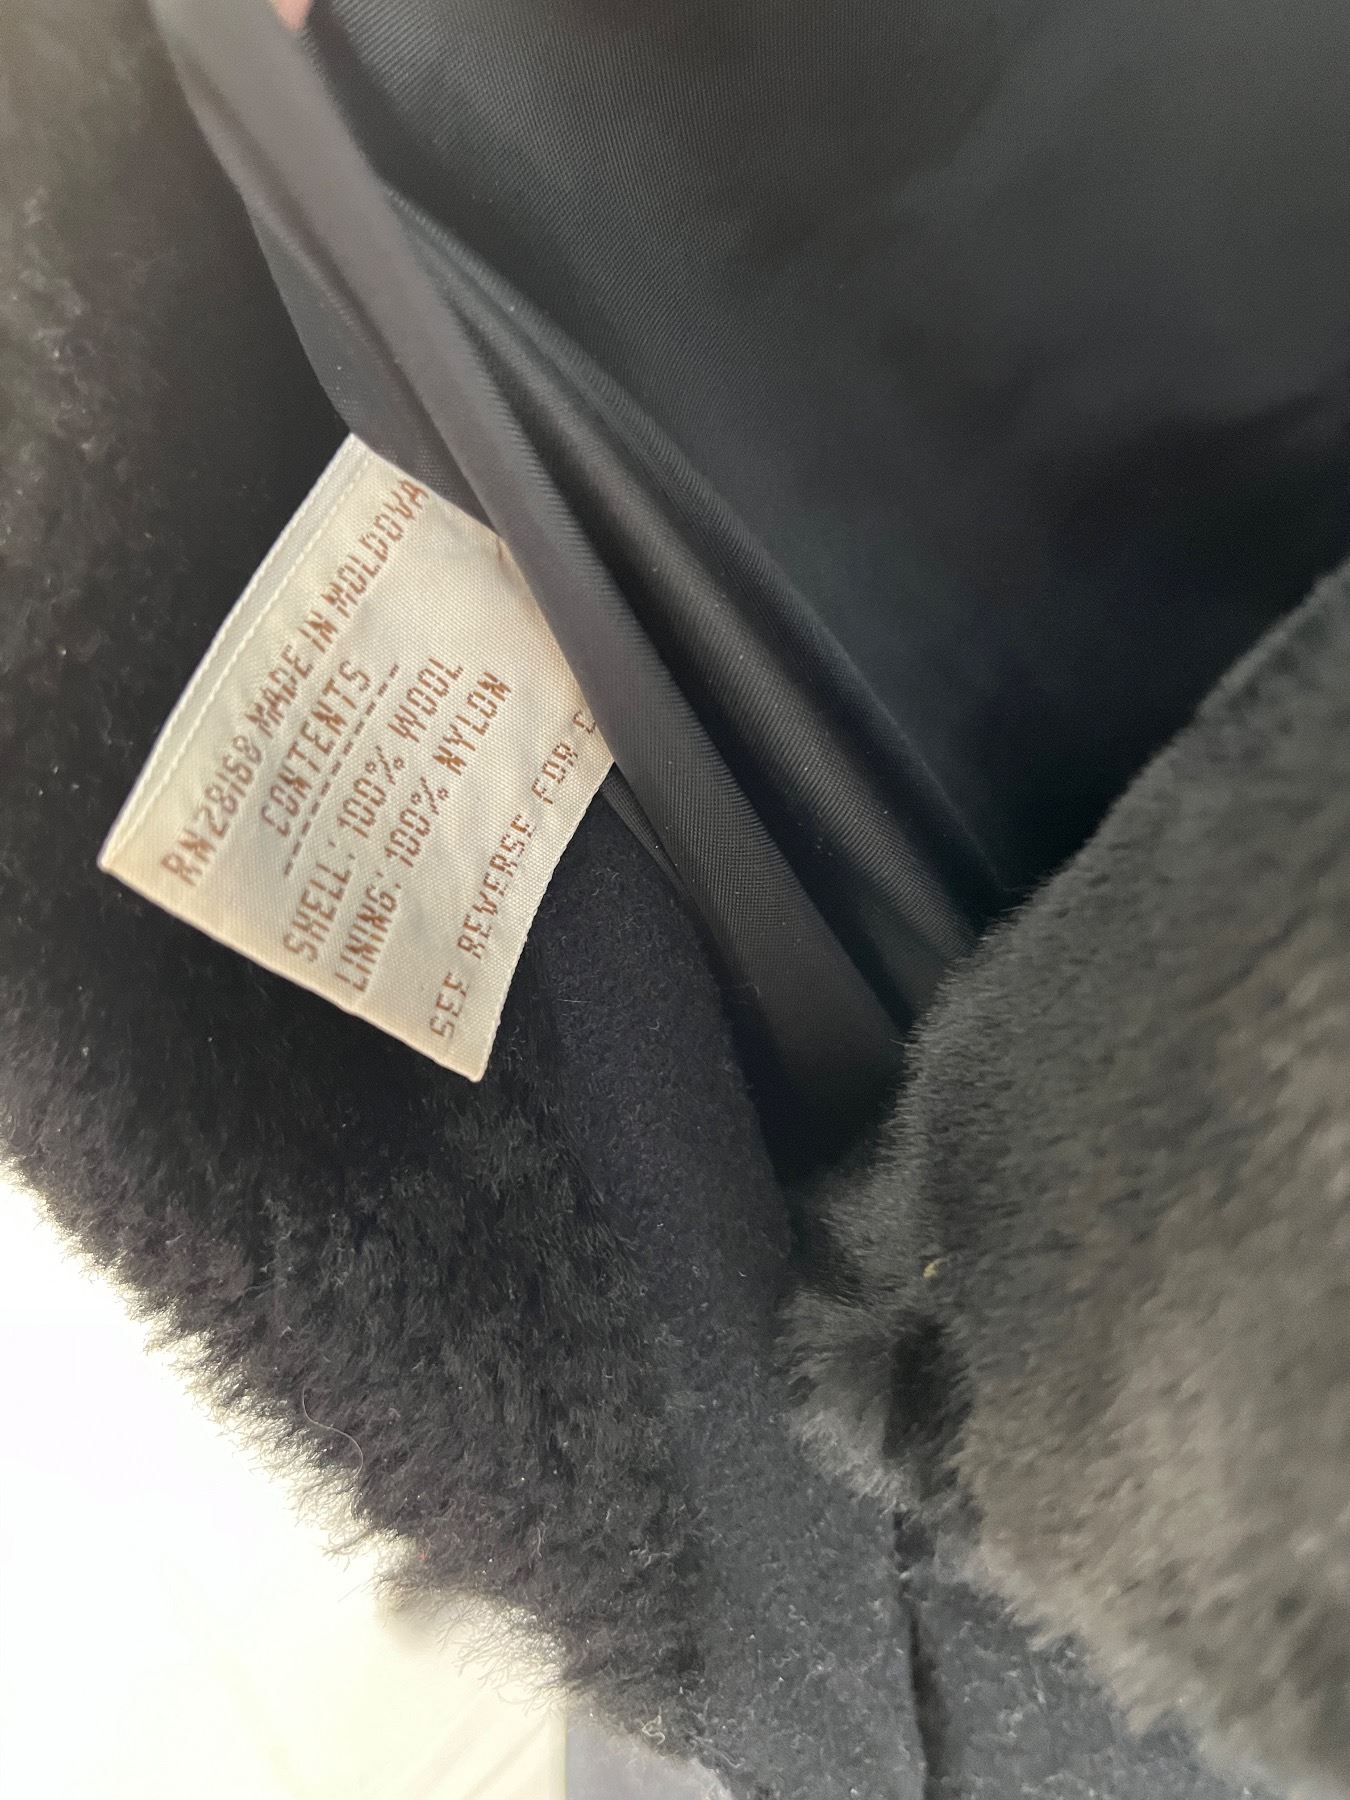 RN28168 MADE IN MOLDOVA
CONTENTS
----------
SHELL: 100% WOOL
LINING: 100% NYLON
SEE REVERSE FOR